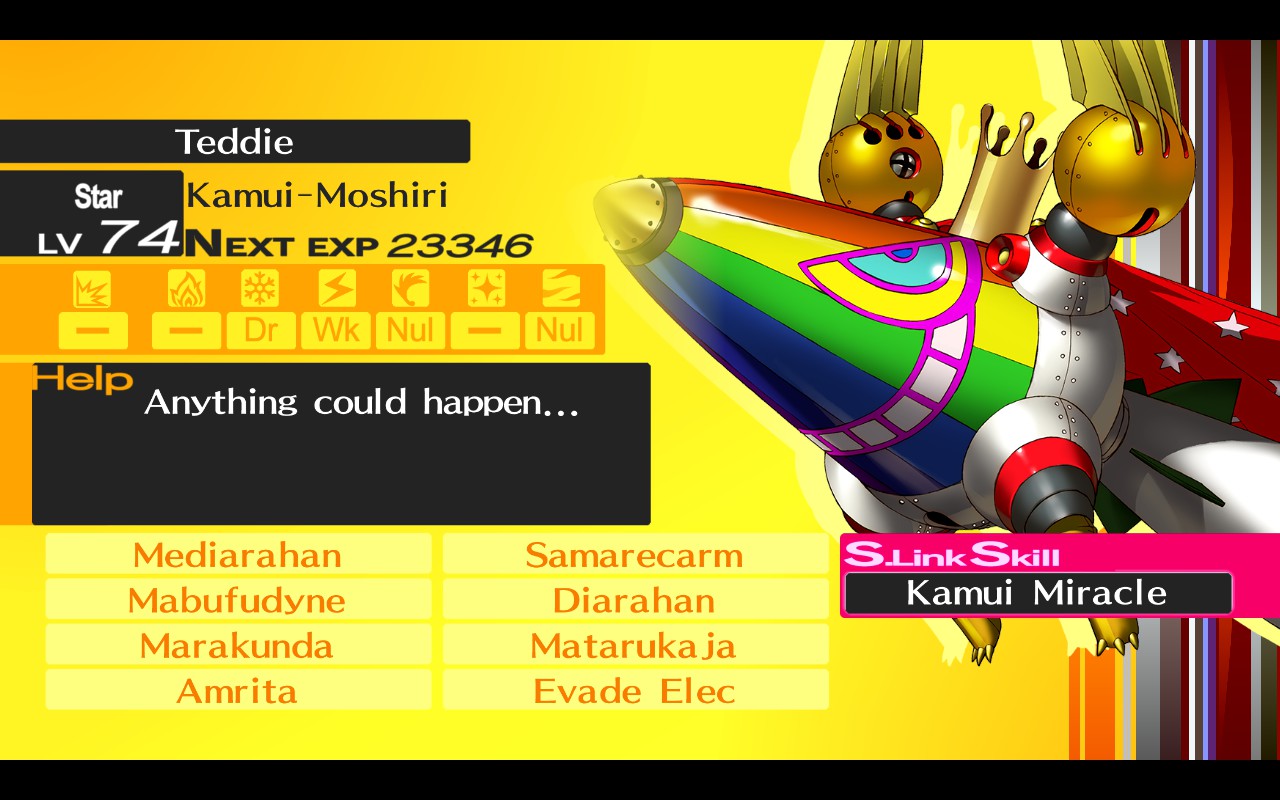 Teddie
Star Kamui-Moshiri
LV 74 NEXT EXP 23346
— — Dr Wk Nul — Nul
Help
Anything could happen...
Mediarahan Samarecarm
Mabufudyne Diarahan
Marakunda Matarukaja
Amrita Evade Elec
S.LINK SKILL
Kamui Miracle